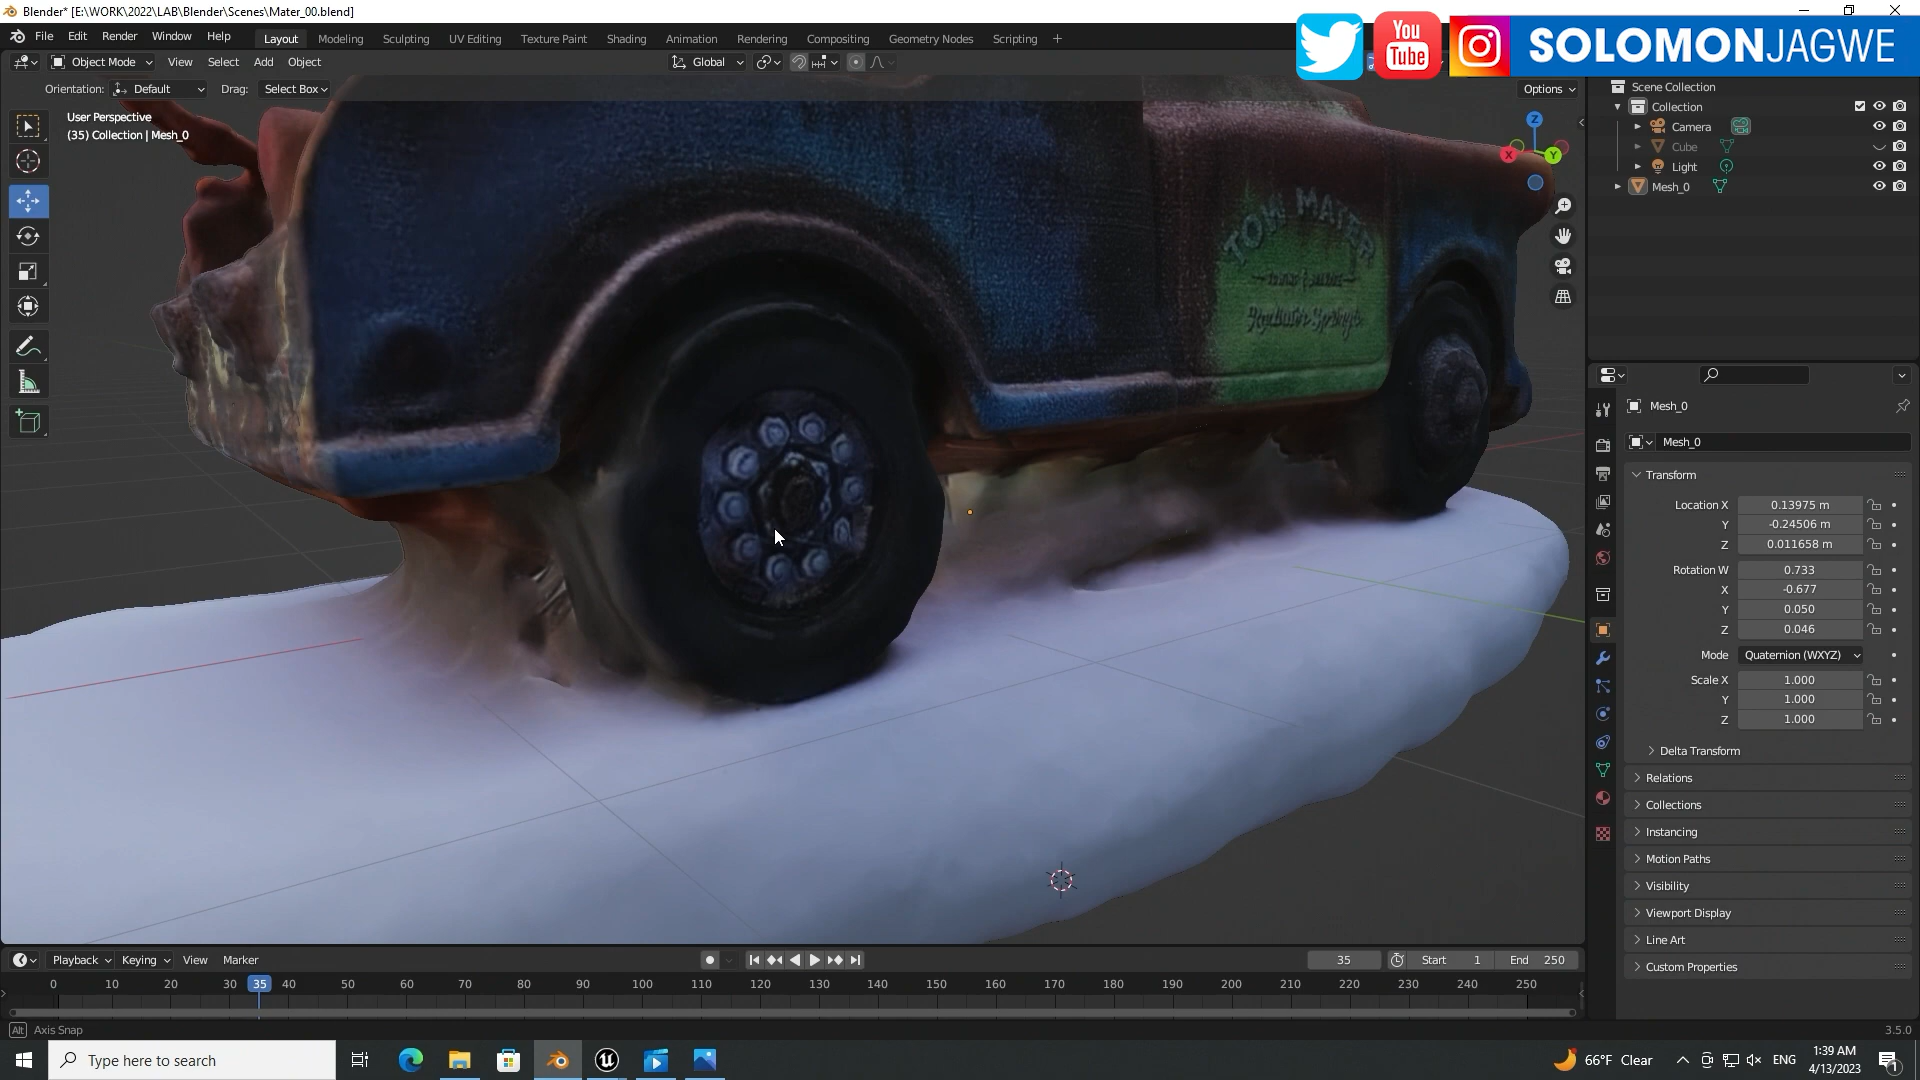 Blender* [E:\WORK\2022\LAB\Blender\Scenes\Mater_00.blend]
File Edit Render Window Help Layout Modeling Sculpting UV Editing Texture Paint Shading Animation Rendering Compositing Geometry Nodes Scripting +
You Tube SOLOMONJAGWE
Object Mode View Select Add Object Global
Orientation: Default Drag: Select Box Options
Scene Collection
Collection
Camera
Cube
Light
Mesh_0
User Perspective
(35) Collection | Mesh_0
Z
X Y
TOW MATER
Radiator Springs
Mesh_0
Mesh_0
Transform
Location X 0.13975 m
Y -0.24506 m
Z 0.011658 m
Rotation W 0.733
X -0.677
Y 0.050
Z 0.046
Mode Quaternion (WXYZ)
Scale X 1.000
Y 1.000
Z 1.000
Delta Transform
Relations
Collections
Instancing
Motion Paths
Visibility
Viewport Display
Line Art
Custom Properties
Playback Keying View Marker 35 Start 1 End 250
0 10 20 30 35 40 50 60 70 80 90 100 110 120 130 140 150 160 170 180 190 200 210 220 230 240 250
Alt Axis Snap 3.5.0
Type here to search 66°F Clear ENG 1:39 AM
4/13/2023 1